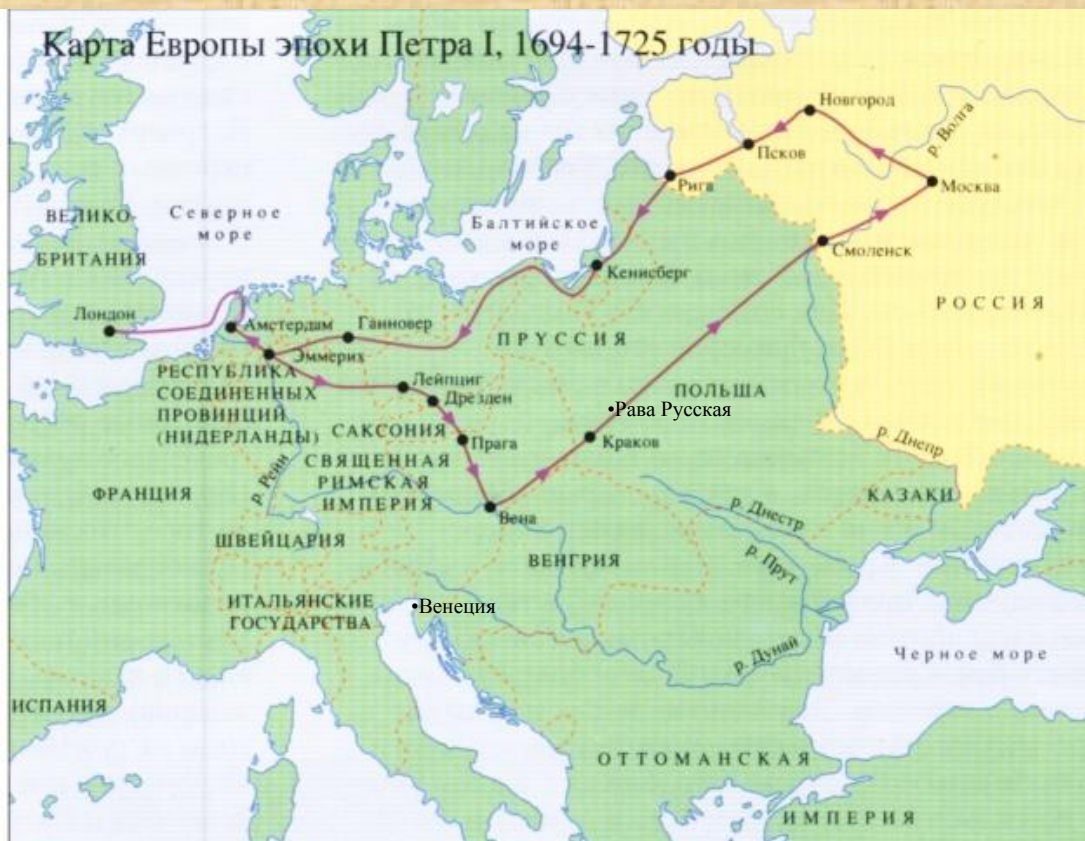 Карта Европы эпохи Петра I, 1694-1725 годы
Новгород
р. Волга
Псков
Рига
Москва
ВЕЛИКО-
БРИТАНИЯ
Северное
море
Балтийское
море
Смоленск
Кенисберг
РОССИЯ
Лондон
Амстердам
Ганновер
ПРУССИЯ
Эммерих
РЕСПУБЛИКА
СОЕДИНЕННЫХ
ПРОВИНЦИЙ
(НИДЕРЛАНДЫ)
Лейпциг
Дрезден
ПОЛЬША
•Рава Русская
САКСОНИЯ
Прага
Краков
р. Днепр
СВЯЩЕННАЯ
РИМСКАЯ
ИМПЕРИЯ
р. Рейн
ФРАНЦИЯ
КАЗАКИ
Вена
р. Днестр
ШВЕЙЦАРИЯ
ВЕНГРИЯ
р. Прут
ИТАЛЬЯНСКИЕ
ГОСУДАРСТВА
•Венеция
р. Дунай
Черное море
ИСПАНИЯ
ОТТОМАНСКАЯ
ИМПЕРИЯ